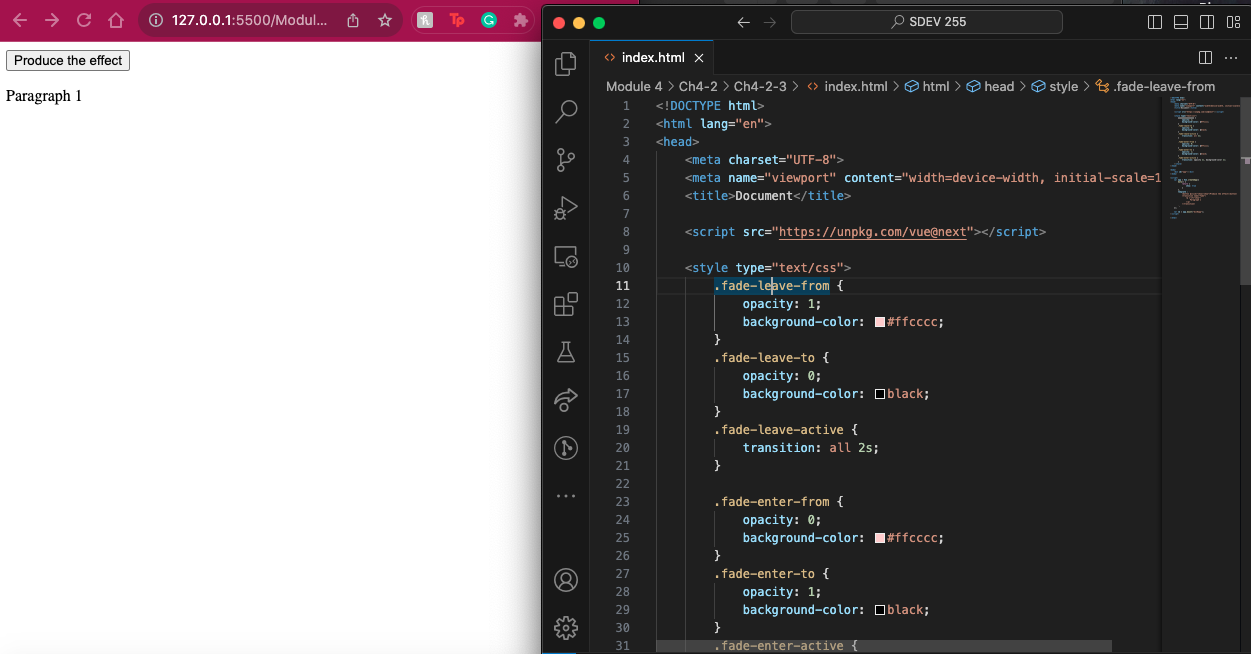 127.0.0.1:5500/Modul...
Produce the effect
Paragraph 1
SDEV 255
index.html
Module 4 > Ch4-2 > Ch4-2-3 > index.html > html > head > style > .fade-leave-from
1 <!DOCTYPE html>
2 <html lang="en">
3 <head>
4 <meta charset="UTF-8">
5 <meta name="viewport" content="width=device-width, initial-scale=1
6 <title>Document</title>
7
8 <script src="https://unpkg.com/vue@next"></script>
9
10 <style type="text/css">
11 .fade-leave-from {
12 opacity: 1;
13 background-color: #ffcccc;
14 }
15 .fade-leave-to {
16 opacity: 0;
17 background-color: black;
18 }
19 .fade-leave-active {
20 transition: all 2s;
21 }
22
23 .fade-enter-from {
24 opacity: 0;
25 background-color: #ffcccc;
26 }
27 .fade-enter-to {
28 opacity: 1;
29 background-color: black;
30 }
31 .fade-enter-active {